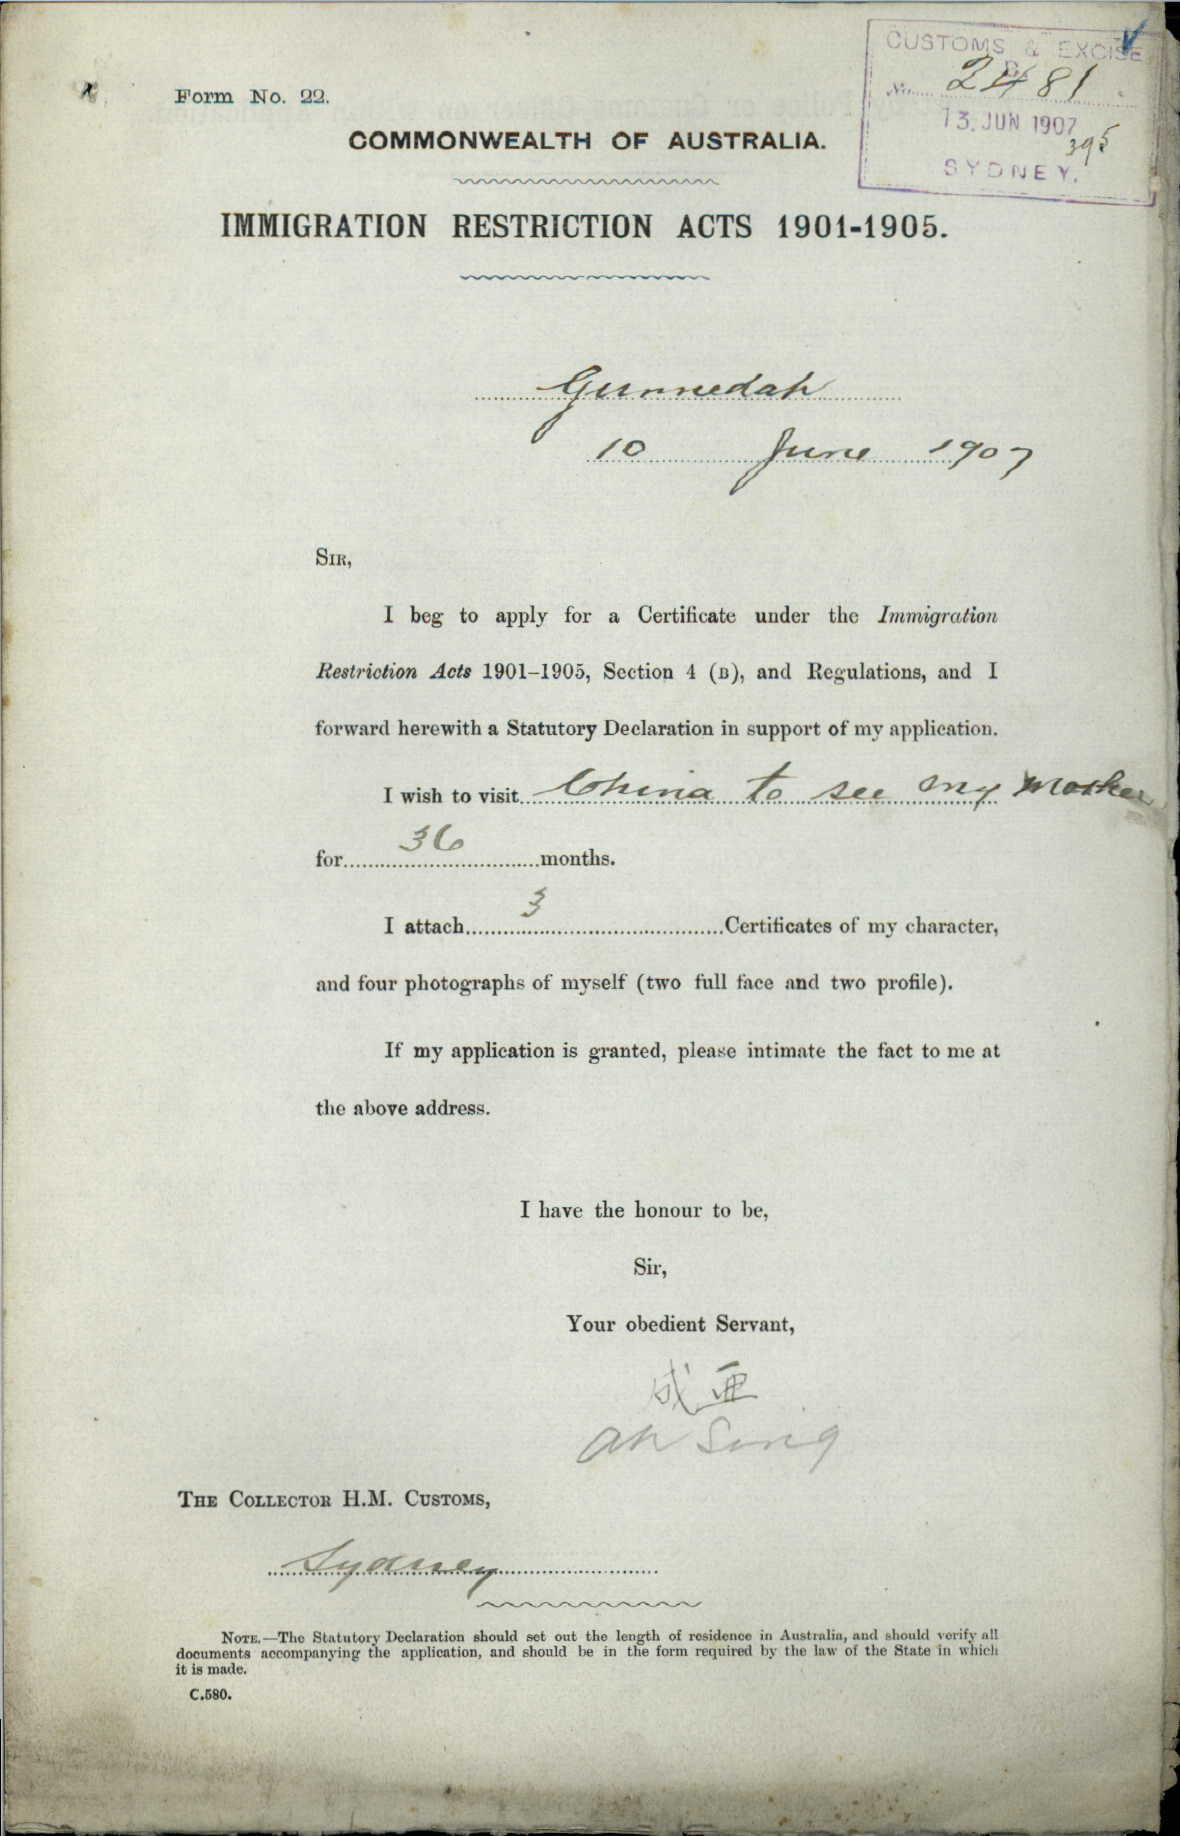 CUSTOMS & EXCISE
No. 2481
13. JUN 1907
395
SYDNEY.
Form No. 22.
COMMONWEALTH OF AUSTRALIA.
IMMIGRATION RESTRICTION ACTS 1901-1905.
Gunnedah
10 June 1907
SIR,
I beg to apply for a Certificate under the Immigration
Restriction Acts 1901–1905, Section 4 (B), and Regulations, and I
forward herewith a Statutory Declaration in support of my application.
I wish to visit China to see my Mother
for 36 months.
I attach 3 Certificates of my character,
and four photographs of myself (two full face and two profile).
If my application is granted, please intimate the fact to me at
the above address.
I have the honour to be,
Sir,
Your obedient Servant,
成亜
Ah Sing
THE COLLECTOR H.M. CUSTOMS,
Sydney
NOTE.—The Statutory Declaration should set out the length of residence in Australia, and should verify all
documents accompanying the application, and should be in the form required by the law of the State in which
it is made.
C.580.